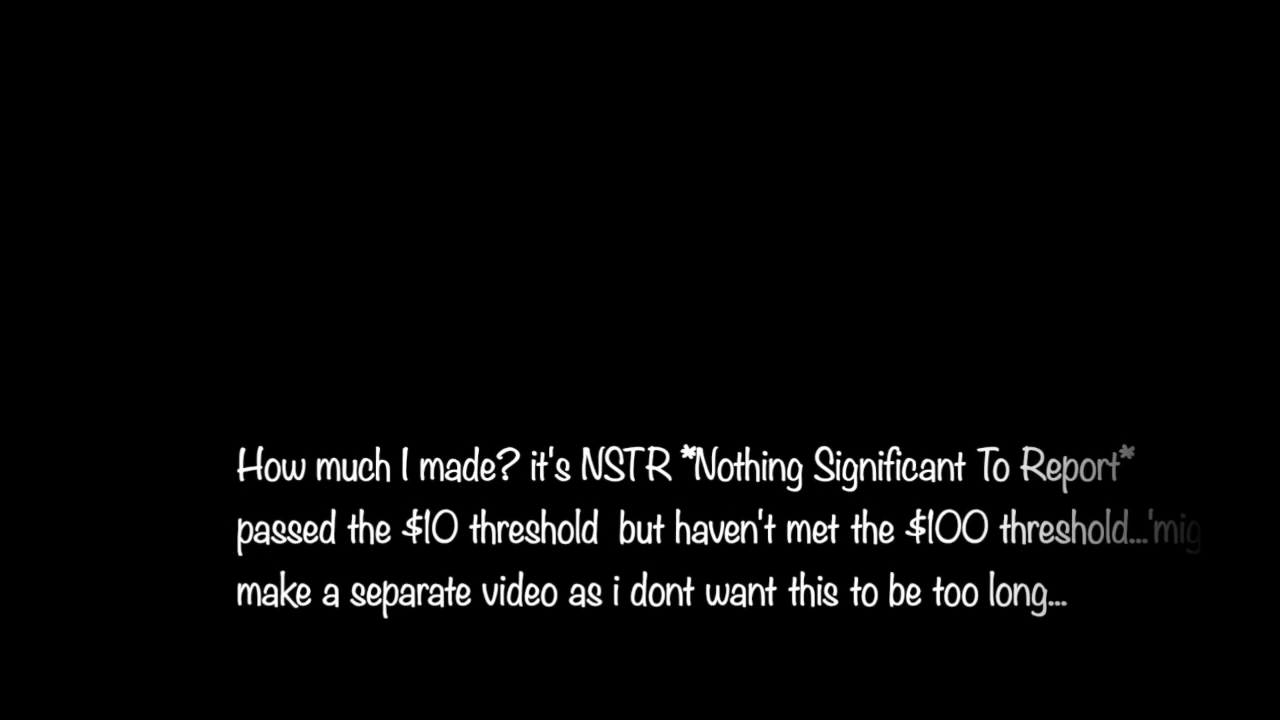 How much I made? it's NSTR *Nothing Significant To Report*
passed the $10 threshold  but haven't met the $100 threshold...'mig
make a separate video as i dont want this to be too long...